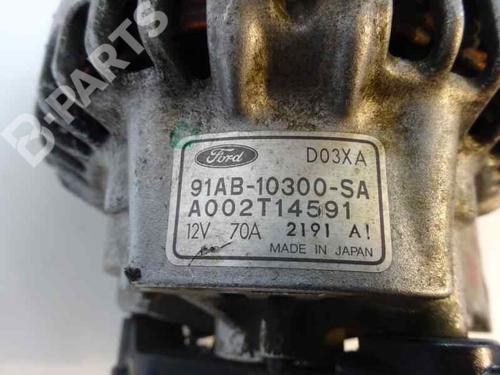 B-PARTS
Ford D03XA
91AB-10300-SA
A002T14591
12V 70A 2191 A!
MADE IN JAPAN